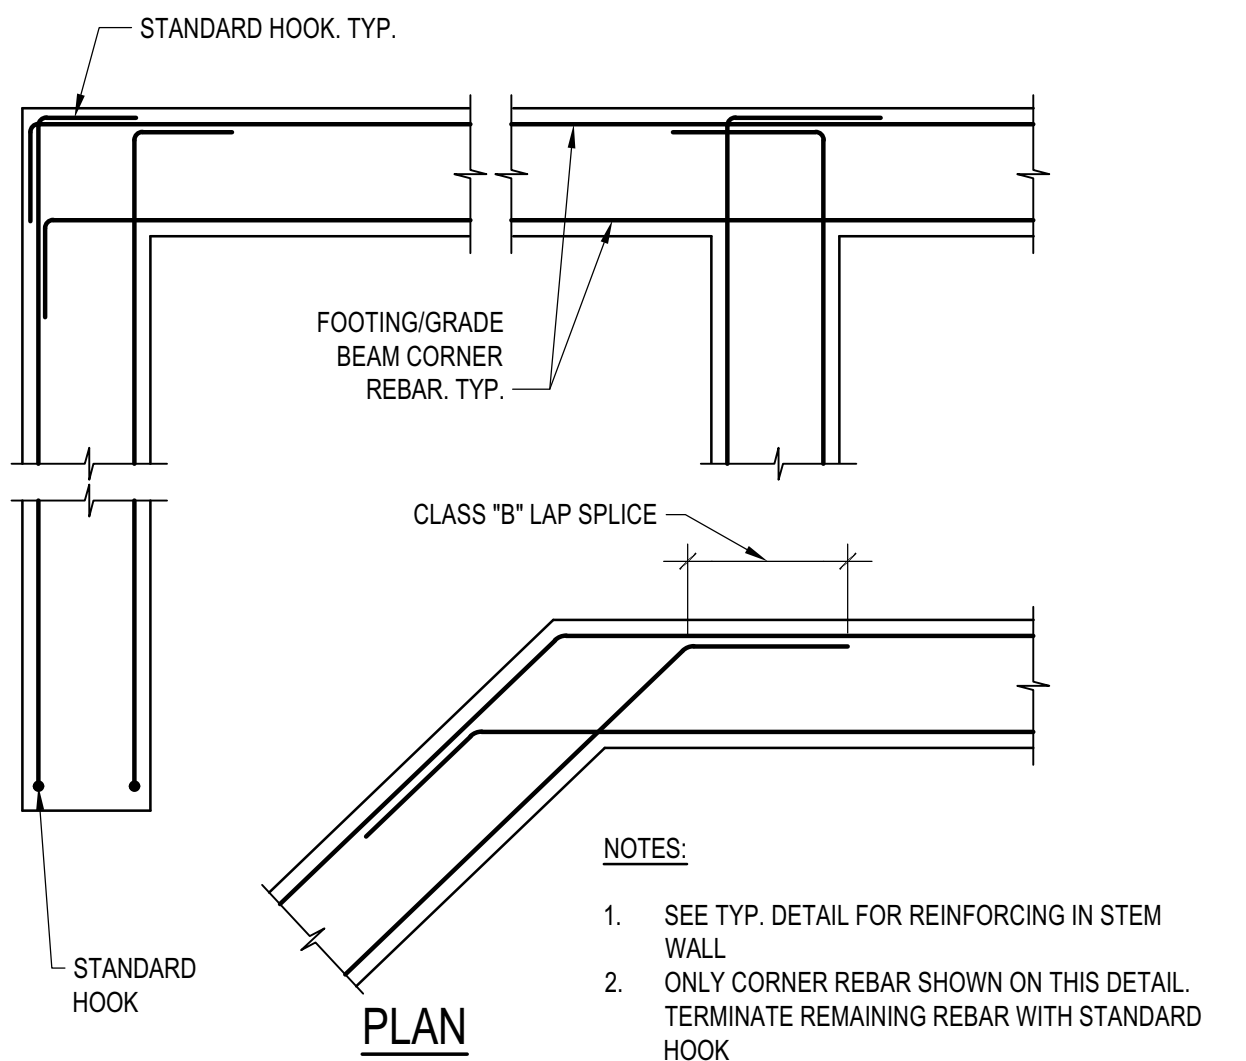 STANDARD HOOK. TYP.
FOOTING/GRADE
BEAM CORNER
REBAR. TYP.
CLASS "B" LAP SPLICE
STANDARD
HOOK
PLAN
NOTES:
1. SEE TYP. DETAIL FOR REINFORCING IN STEM
WALL
2. ONLY CORNER REBAR SHOWN ON THIS DETAIL.
TERMINATE REMAINING REBAR WITH STANDARD
HOOK